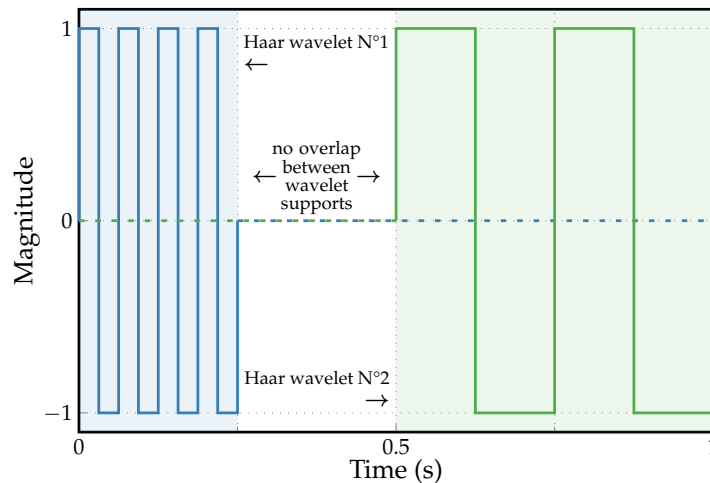 1
Haar wavelet N°1
←
no overlap
between
← →
wavelet
supports
0
Magnitude
Haar wavelet N°2
→
−1
0
0.5
1
Time (s)